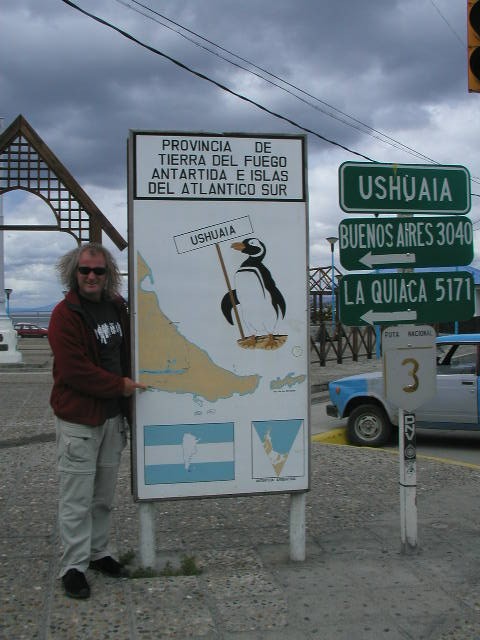 PROVINCIA DE
TIERRA DEL FUEGO
ANTARTIDA E ISLAS
DEL ATLANTICO SUR
USHUAIA
USHUAIA
BUENOS AIRES 3040
LA QUIACA 5171
RUTA NACIONAL
3
DNV